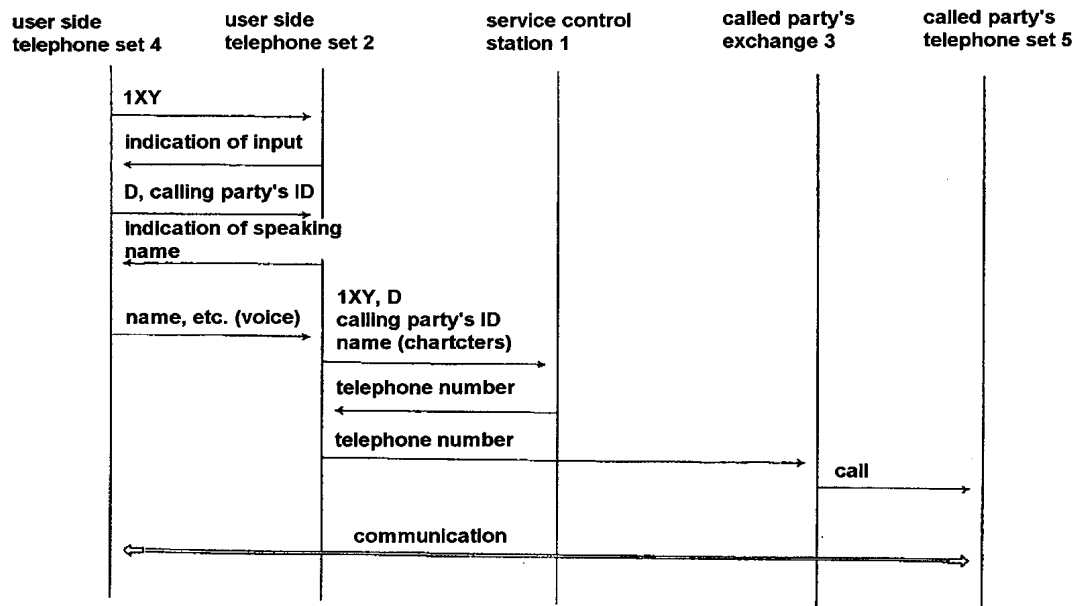 user side
telephone set 4
user side
telephone set 2
service control
station 1
called party's
exchange 3
called party's
telephone set 5
1XY
indication of input
D, calling party's ID
indication of speaking
name
name, etc. (voice)
1XY, D
calling party's ID
name (chartcters)
telephone number
telephone number
call
communication